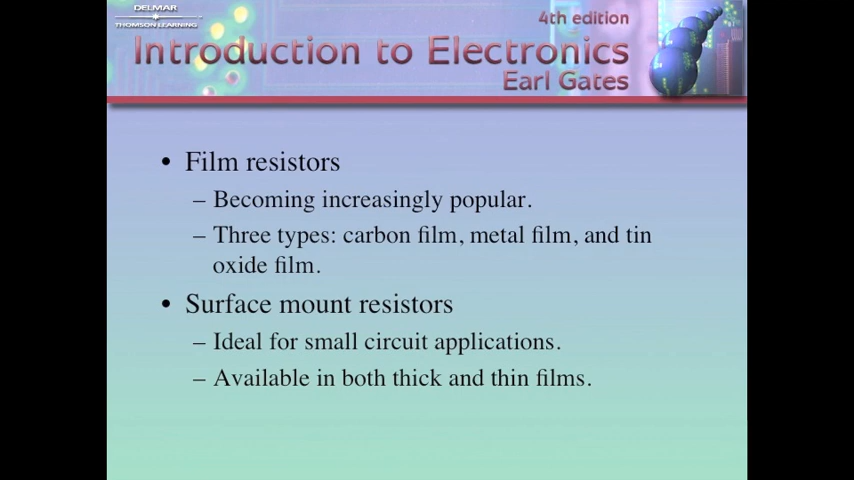 DELMAR
THOMSON LEARNING
4th edition
Introduction to Electronics
Earl Gates
• Film resistors
– Becoming increasingly popular.
– Three types: carbon film, metal film, and tin
oxide film.
• Surface mount resistors
– Ideal for small circuit applications.
– Available in both thick and thin films.